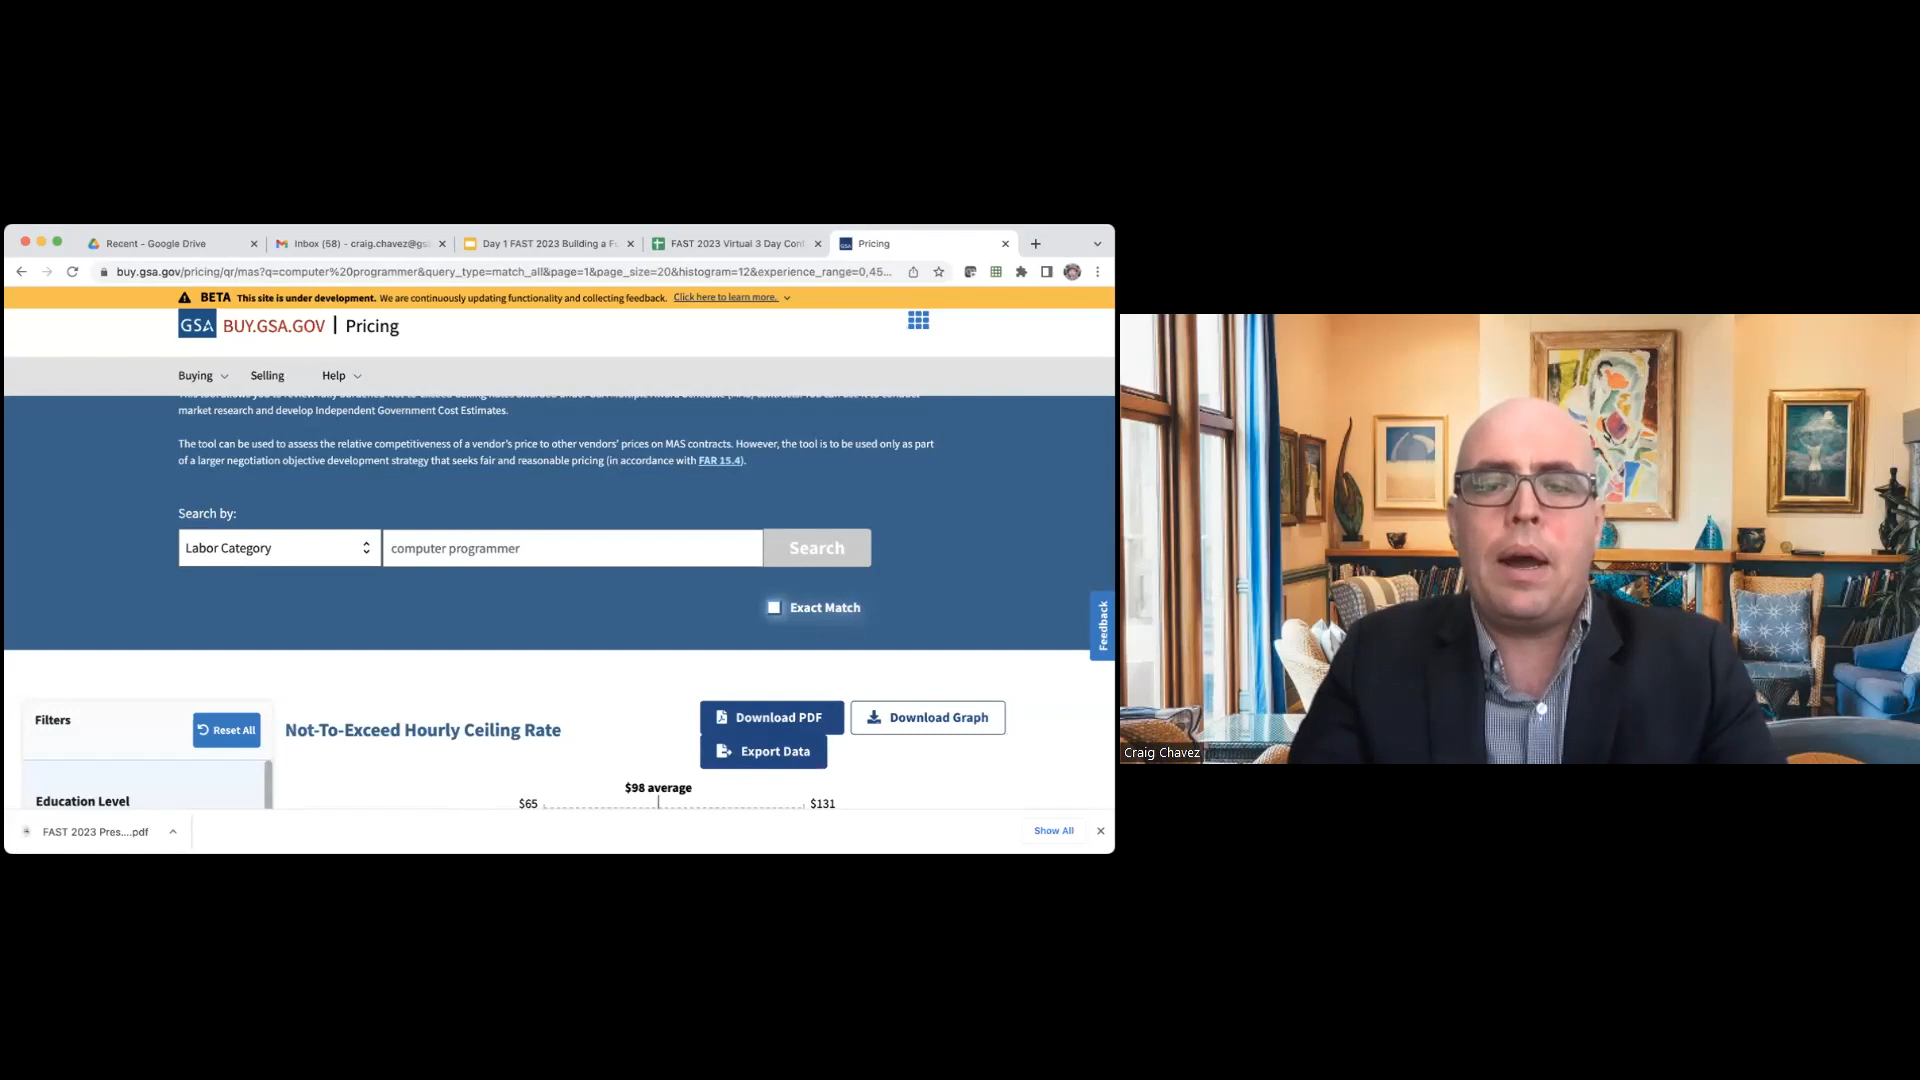 Recent - Google Drive
Inbox (58) - craig.chavez@gs
Day 1 FAST 2023 Building a Fu
FAST 2023 Virtual 3 Day Conf
Pricing
buy.gsa.gov/pricing/qr/mas?q=computer%20programmer&query_type=match_all&page=1&page_size=20&histogram=12&experience_range=0,45...
BETA This site is under development. We are continuously updating functionality and collecting feedback. Click here to learn more.
GSA BUY.GSA.GOV | Pricing
Buying Selling Help
market research and develop Independent Government Cost Estimates.
The tool can be used to assess the relative competitiveness of a vendor's price to other vendors' prices on MAS contracts. However, the tool is to be used only as part
of a larger negotiation objective development strategy that seeks fair and reasonable pricing (in accordance with FAR 15.4).
Search by:
Labor Category computer programmer Search
Exact Match
Feedback
Filters
Reset All
Not-To-Exceed Hourly Ceiling Rate
Download PDF
Download Graph
Export Data
Education Level
$98 average
$65 $131
FAST 2023 Pres....pdf
Show All
Craig Chavez